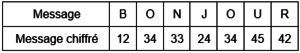 Message B O N J O U R
Message chiffré 12 34 33 24 34 45 42